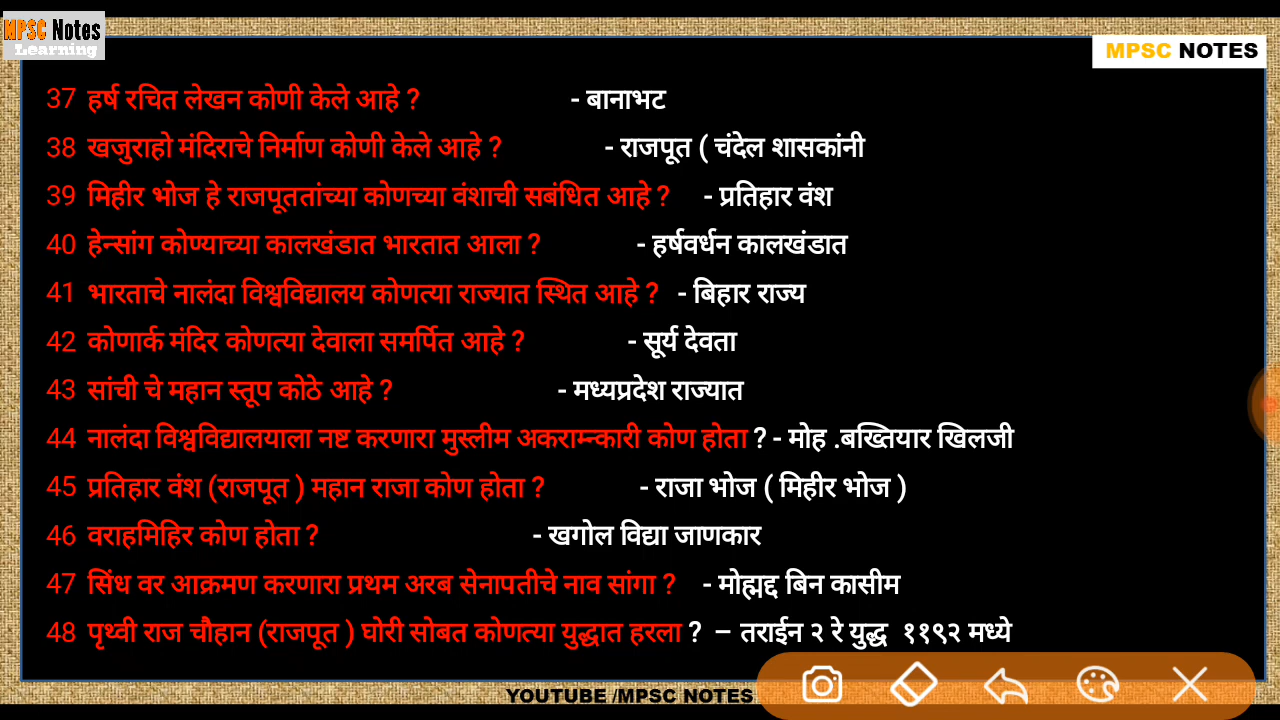 MPSC Notes
Learning
MPSC NOTES
37 हर्ष रचित लेखन कोणी केले आहे ? - बानाभट
38 खजुराहो मंदिराचे निर्माण कोणी केले आहे ? - राजपूत ( चंदेल शासकांनी
39 मिहीर भोज हे राजपूततांच्या कोणच्या वंशाची सबंधित आहे ? - प्रतिहार वंश
40 हेन्सांग कोण्याच्या कालखंडात भारतात आला ? - हर्षवर्धन कालखंडात
41 भारताचे नालंदा विश्वविद्यालय कोणत्या राज्यात स्थित आहे ? - बिहार राज्य
42 कोणार्क मंदिर कोणत्या देवाला समर्पित आहे ? - सूर्य देवता
43 सांची चे महान स्तूप कोठे आहे ? - मध्यप्रदेश राज्यात
44 नालंदा विश्वविद्यालयाला नष्ट करणारा मुस्लीम अकराम्न्कारी कोण होता ? - मोह .बख्तियार खिलजी
45 प्रतिहार वंश (राजपूत ) महान राजा कोण होता ? - राजा भोज ( मिहीर भोज )
46 वराहमिहिर कोण होता ? - खगोल विद्या जाणकार
47 सिंध वर आक्रमण करणारा प्रथम अरब सेनापतीचे नाव सांगा ? - मोह्मद्द बिन कासीम
48 पृथ्वी राज चौहान (राजपूत ) घोरी सोबत कोणत्या युद्धात हरला ? – तराईन २ रे युद्ध ११९२ मध्ये
YOUTUBE /MPSC NOTES